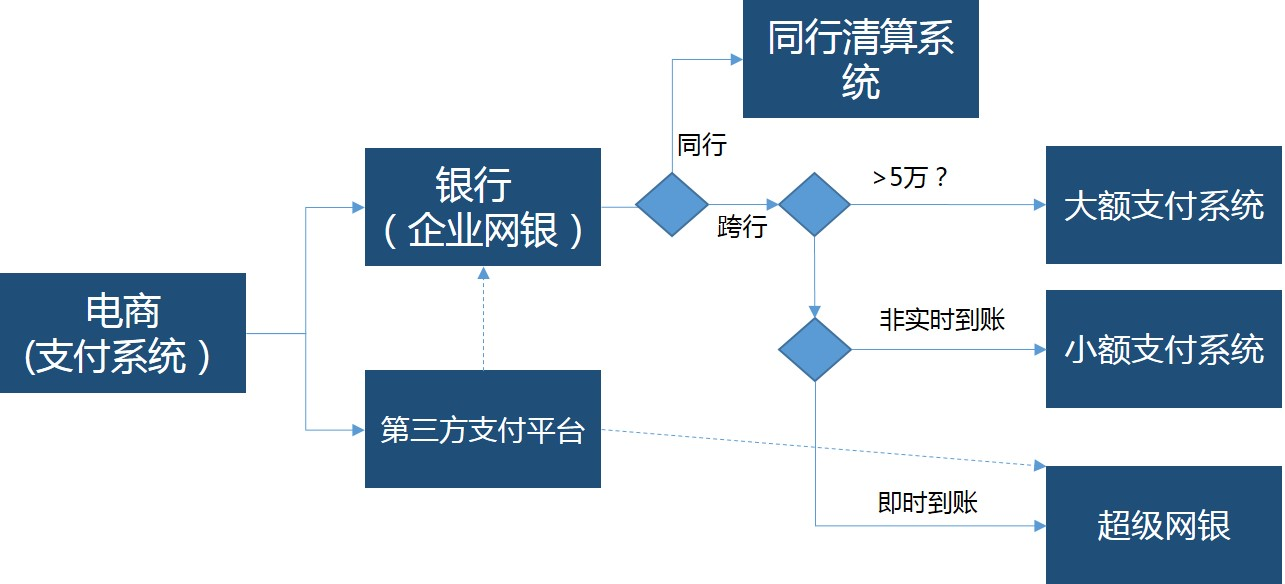 同行清算系
统
同行
银行
（企业网银）
>5万？
跨行
大额支付系统
电商
(支付系统）
非实时到账
小额支付系统
第三方支付平台
即时到账
超级网银